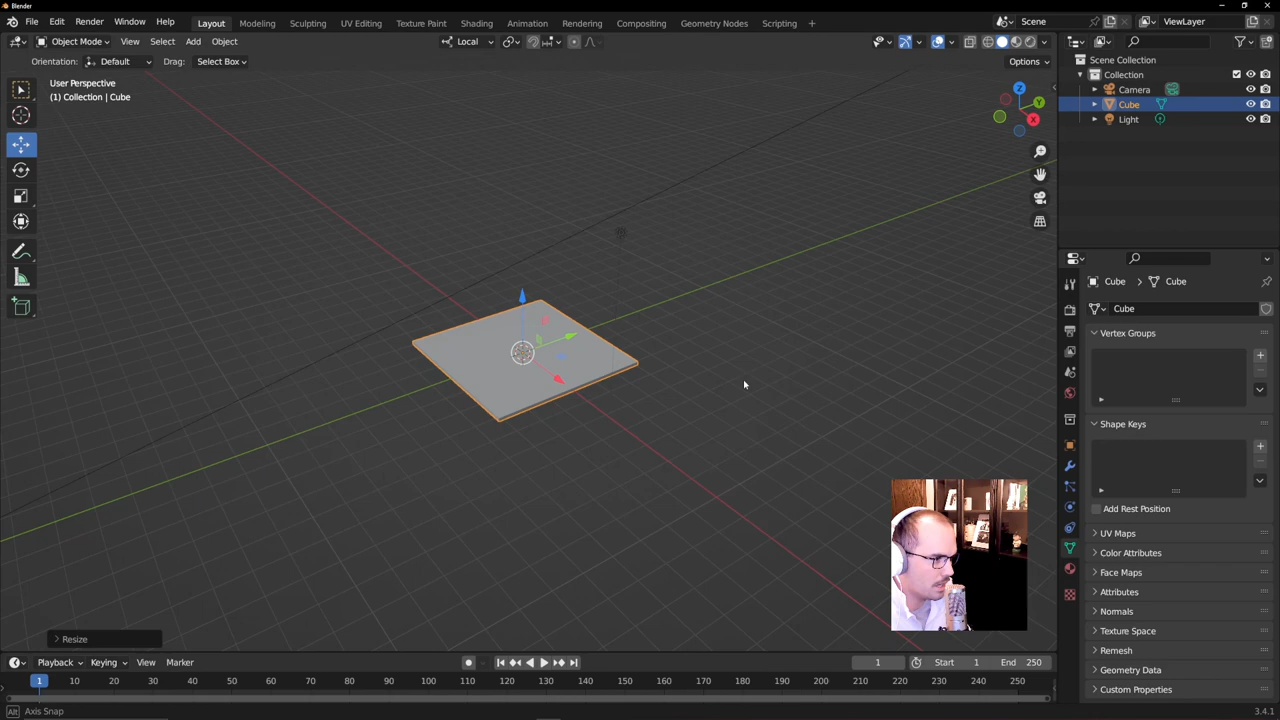 Blender
File Edit Render Window Help
Layout Modeling Sculpting UV Editing Texture Paint Shading Animation Rendering Compositing Geometry Nodes Scripting +
Scene
ViewLayer
Object Mode View Select Add Object
Local
Orientation: Default Drag: Select Box
Options
User Perspective
(1) Collection | Cube
Z
Y
X
Resize
Scene Collection
Collection
Camera
Cube
Light
Cube > Cube
Cube
Vertex Groups
Shape Keys
Add Rest Position
UV Maps
Color Attributes
Face Maps
Attributes
Normals
Texture Space
Remesh
Geometry Data
Custom Properties
Playback Keying View Marker
1 Start 1 End 250
1 10 20 30 40 50 60 70 80 90 100 110 120 130 140 150 160 170 180 190 200 210 220 230 240 250
Alt Axis Snap
3.4.1